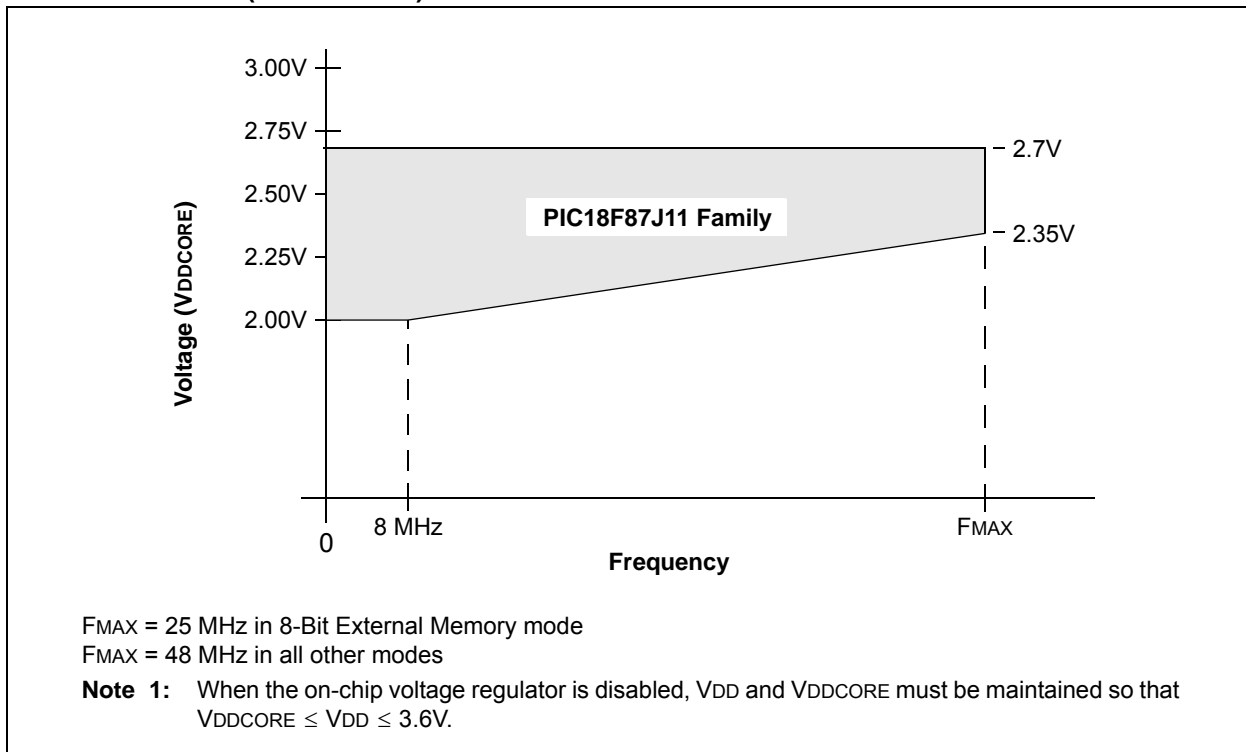 3.00V
2.75V
2.7V
2.50V
PIC18F87J11 Family
2.35V
2.25V
2.00V
Voltage (VDDCORE)
0
8 MHz
FMAX
Frequency
FMAX = 25 MHz in 8-Bit External Memory mode
FMAX = 48 MHz in all other modes
Note 1: When the on-chip voltage regulator is disabled, VDD and VDDCORE must be maintained so that
VDDCORE ≤ VDD ≤ 3.6V.